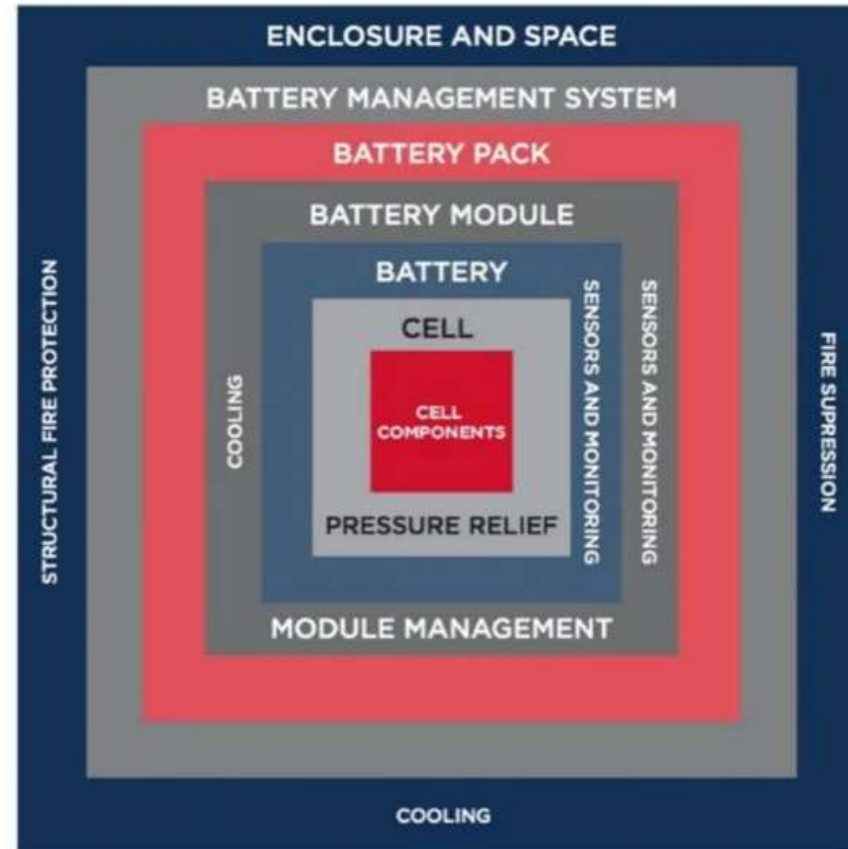 ENCLOSURE AND SPACE
BATTERY MANAGEMENT SYSTEM
BATTERY PACK
BATTERY MODULE
BATTERY
CELL
CELL
COMPONENTS
PRESSURE RELIEF
SENSORS AND MONITORING
COOLING
SENSORS AND MONITORING
MODULE MANAGEMENT
STRUCTURAL FIRE PROTECTION
FIRE SUPRESSION
COOLING